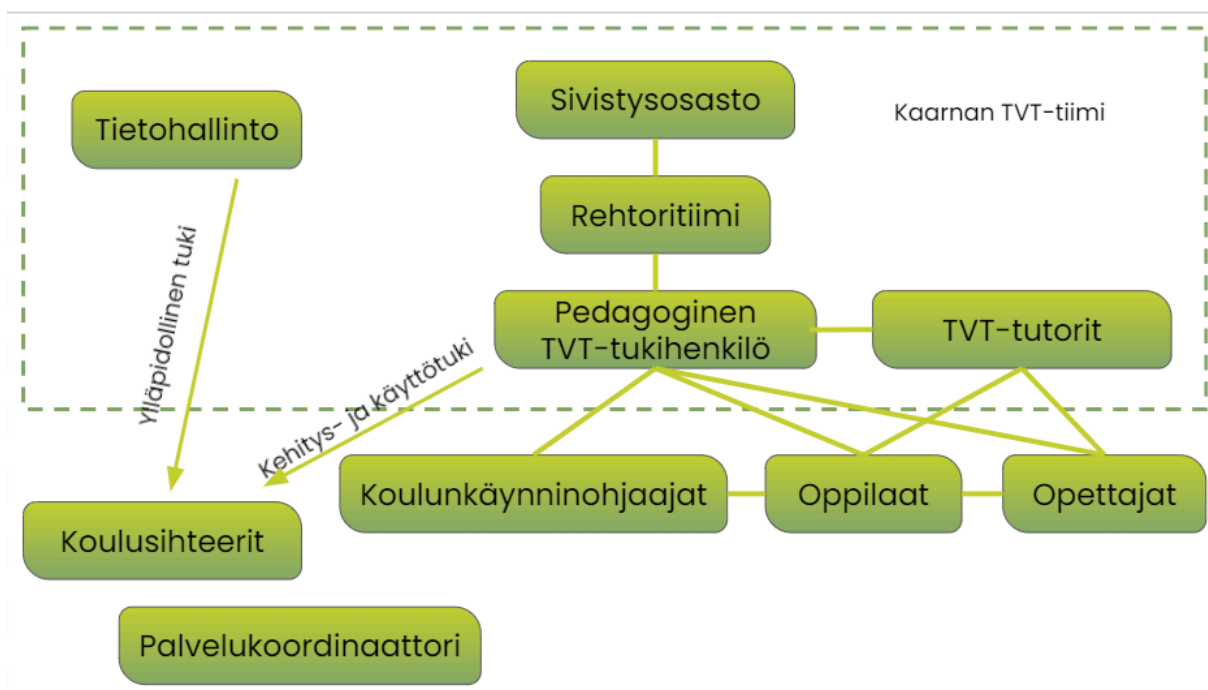 Sivistysosasto
Kaarnan TVT-tiimi
Tietohallinto
Rehtoritiimi
Pedagoginen
TVT-tukihenkilö
TVT-tutorit
Ylläpidollinen tuki
Kehitys- ja käyttötuki
Koulunkäynninohjaajat
Oppilaat
Opettajat
Koulusihteerit
Palvelukoordinaattori